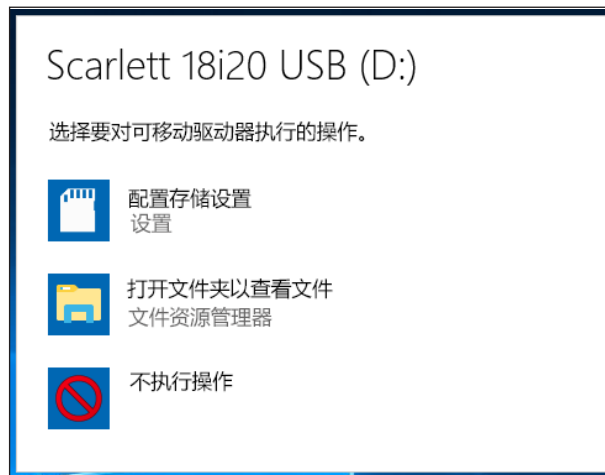 Scarlett 18i20 USB (D:)
选择要对可移动驱动器执行的操作。
配置存储设置
设置
打开文件夹以查看文件
文件资源管理器
不执行操作